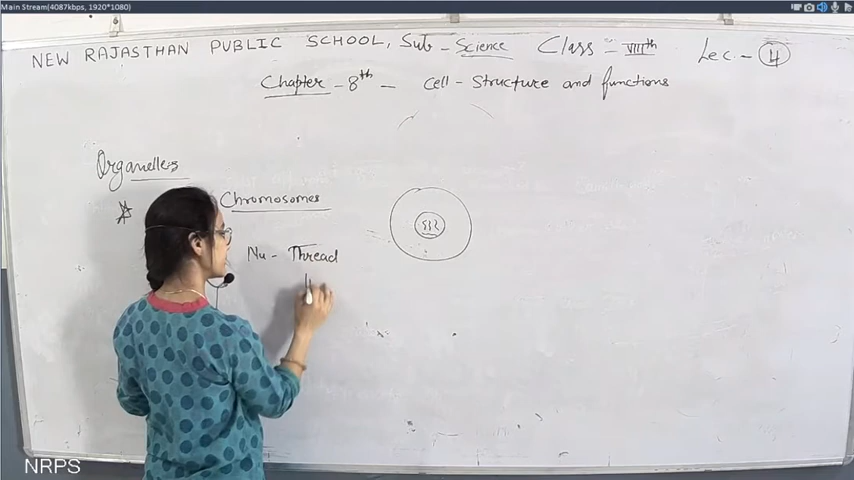 Main Stream(4087kbps, 1920*1080)
NEW RAJASTHAN PUBLIC SCHOOL, Sub - Science Class = VIIIth Lec. - 4
Chapter - 8th - Cell - Structure and functions
Organellers
Chromosomes
Nu - Thread
NRPS